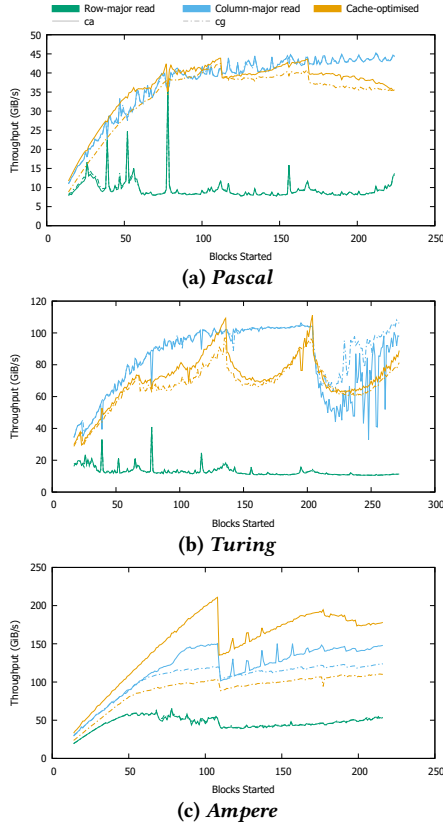 Row-major read Column-major read Cache-optimised
ca cg
50
45
40
35
30
25
20
15
10
5
0
Throughput (GiB/s)
0 50 100 150 200 250
Blocks Started
(a) Pascal
120
100
80
60
40
20
0
Throughput (GiB/s)
0 50 100 150 200 250 300
Blocks Started
(b) Turing
250
200
150
100
50
0
Throughput (GiB/s)
0 50 100 150 200 250
Blocks Started
(c) Ampere